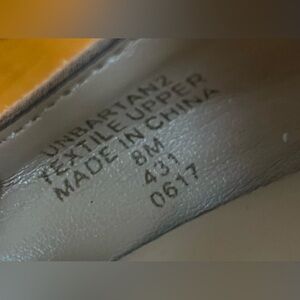 UNBARTAN2
TEXTILE UPPER
MADE IN CHINA
8M
431
0617